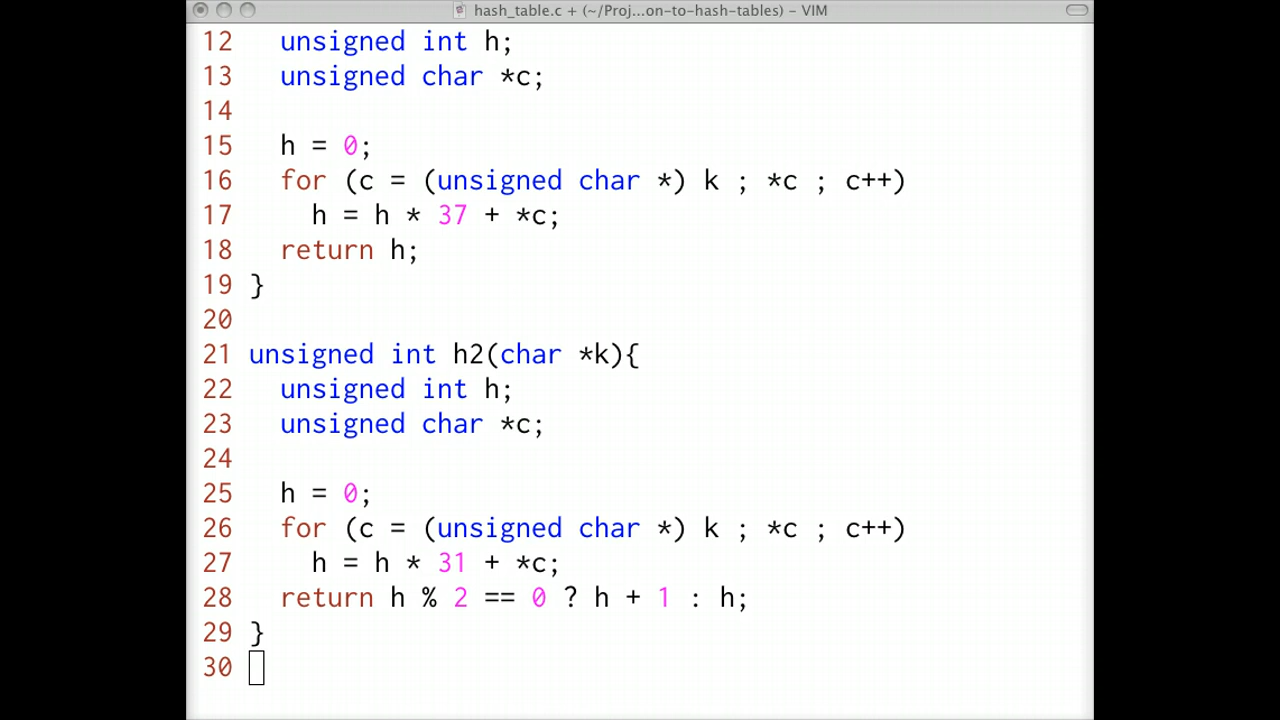 hash_table.c + (~/Proj...on-to-hash-tables) – VIM
12 unsigned int h;
13 unsigned char *c;
14
15 h = 0;
16 for (c = (unsigned char *) k ; *c ; c++)
17 h = h * 37 + *c;
18 return h;
19 }
20
21 unsigned int h2(char *k){
22 unsigned int h;
23 unsigned char *c;
24
25 h = 0;
26 for (c = (unsigned char *) k ; *c ; c++)
27 h = h * 31 + *c;
28 return h % 2 == 0 ? h + 1 : h;
29 }
30